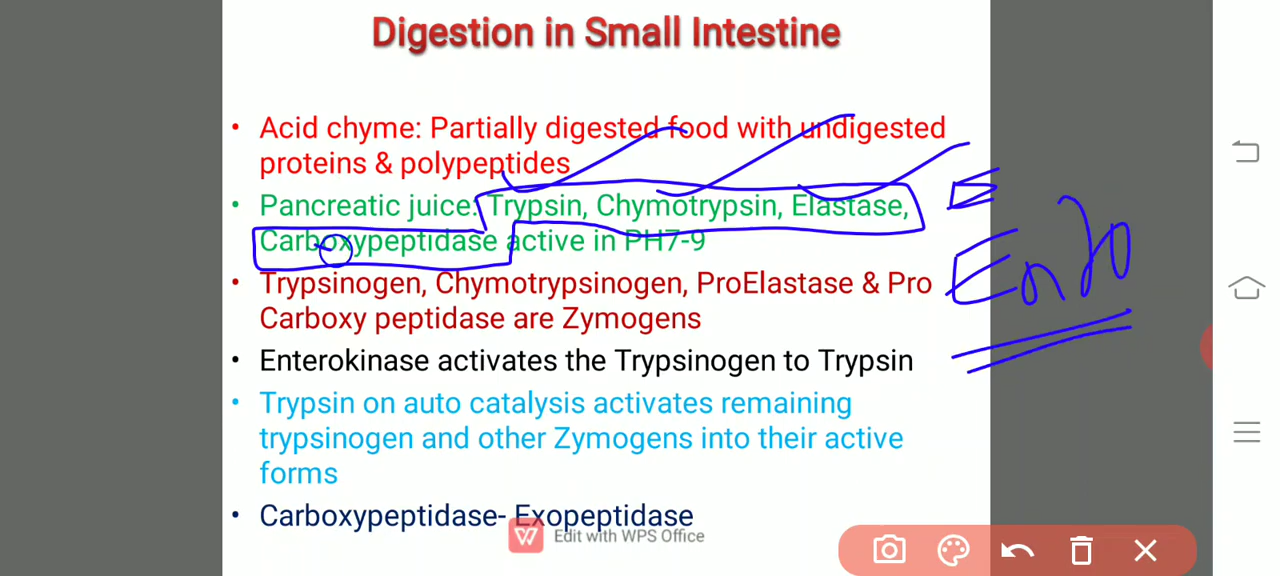 Digestion in Small Intestine
• Acid chyme: Partially digested food with undigested
proteins & polypeptides
• Pancreatic juice: Trypsin, Chymotrypsin, Elastase,
Carboxypeptidase active in PH7-9
Endo
• Trypsinogen, Chymotrypsinogen, ProElastase & Pro
Carboxy peptidase are Zymogens
• Enterokinase activates the Trypsinogen to Trypsin
• Trypsin on auto catalysis activates remaining
trypsinogen and other Zymogens into their active
forms
• Carboxypeptidase- Exopeptidase
Edit with WPS Office